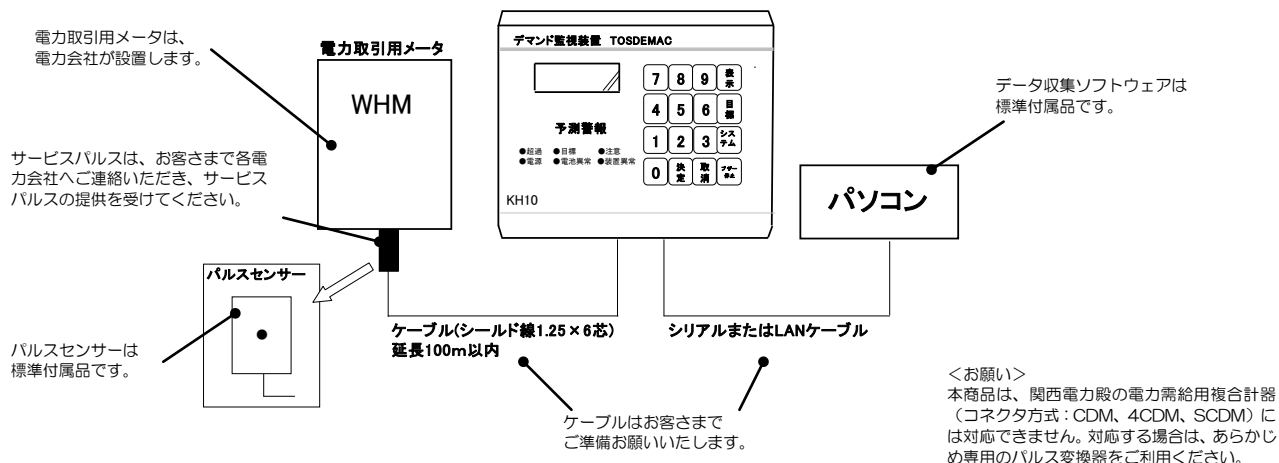 電力取引用メータは、
電力会社が設置します。
電力取引用メータ
WHM
サービスパルスは、お客さまで各電
力会社へご連絡いただき、サービス
パルスの提供を受けてください。
パルスセンサー
パルスセンサーは
標準付属品です。
デマンド監視装置 TOSDEMAC
7 8 9 表示
4 5 6 目標
1 2 3 システム
0 決定 取消 ブザー停止
予測警報
●超過 ●目標 ●注意
●電源 ●電池異常 ●装置異常
KH10
データ収集ソフトウェアは
標準付属品です。
パソコン
ケーブル(シールド線1.25×6芯)
延長100m以内
シリアルまたはLANケーブル
ケーブルはお客さまで
ご準備お願いいたします。
<お願い>
本商品は、関西電力殿の電力需給用複合計器
（コネクタ方式：CDM、4CDM、SCDM）に
は対応できません。対応する場合は、あらかじ
め専用のパルス変換器をご利用ください。